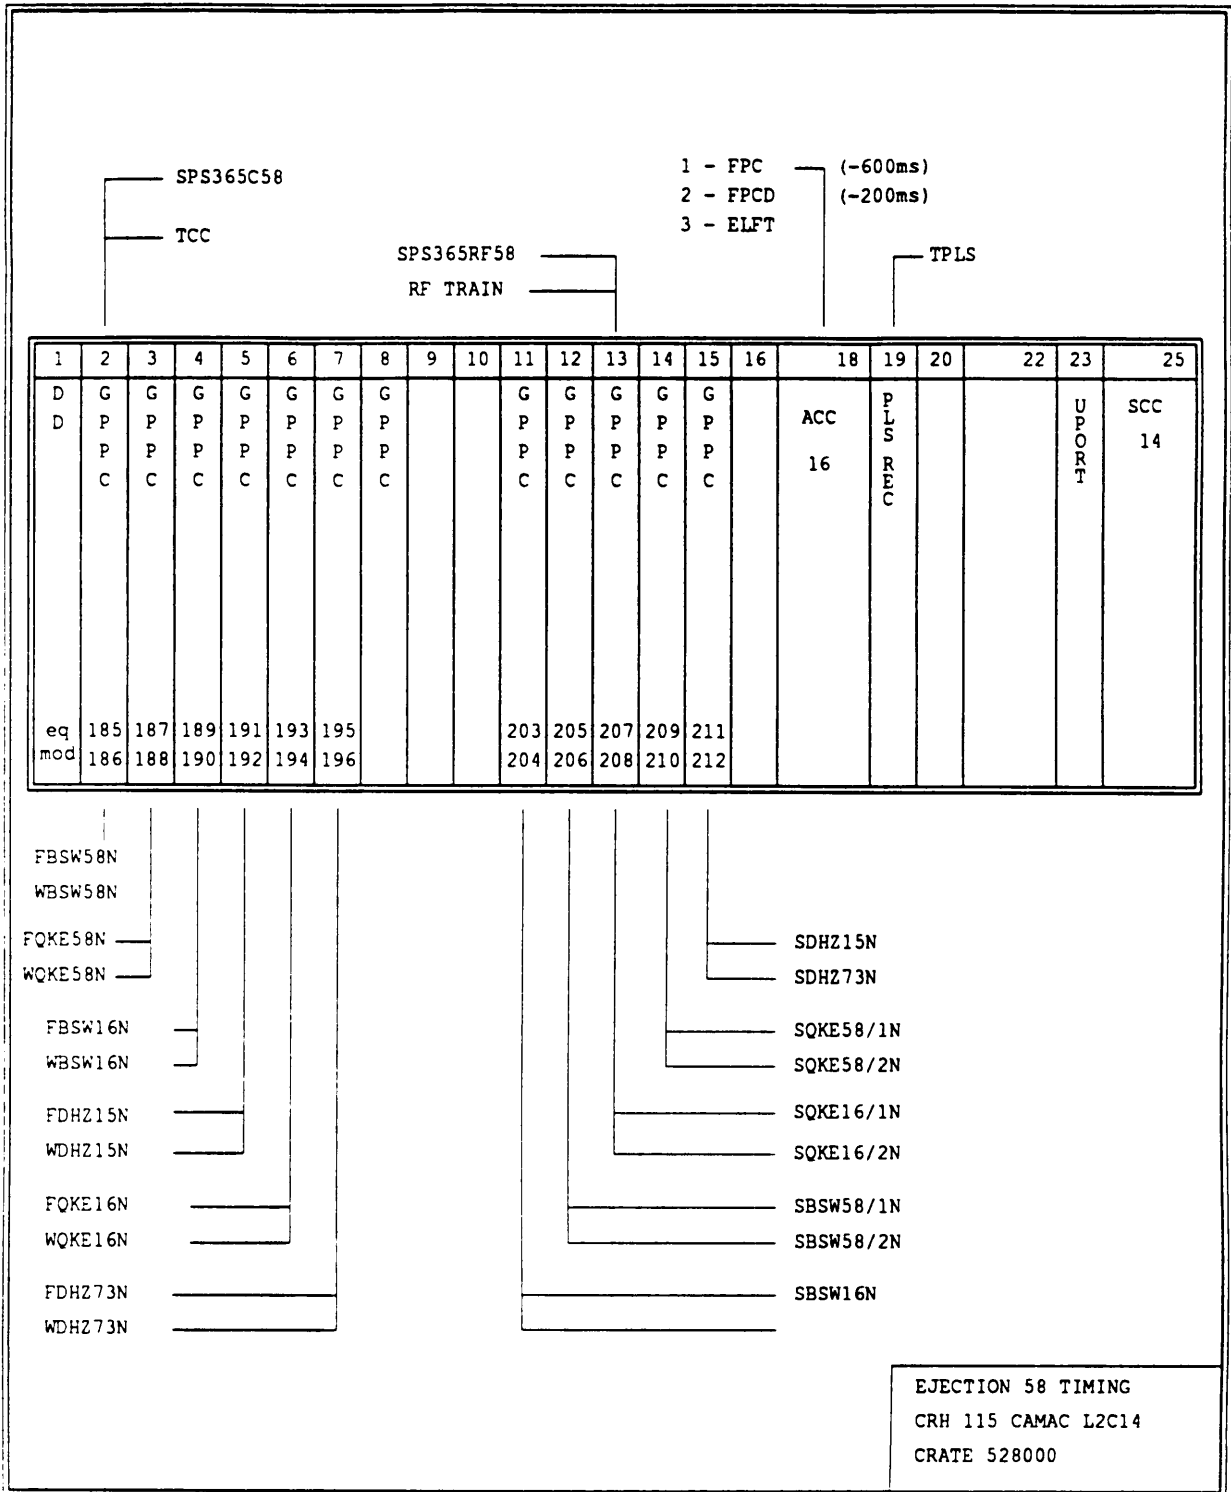 1 - FPC (-600ms)
SPS365C58
2 - FPCD (-200ms)
3 - ELFT
TCC
SPS365RF58
TPLS
RF TRAIN
1 2 3 4 5 6 7 8 9 10 11 12 13 14 15 16 18 19 20 22 23 25
D G G G G G G G G G G G G
D P P P P P P P P P P P P
P P P P P P P P P P P P
C C C C C C C C C C C C
ACC
16
PLS REC
UPORT
SCC
14
eq 185 187 189 191 193 195 203 205 207 209 211
mod 186 188 190 192 194 196 204 206 208 210 212
FBSW58N
WBSW58N
FQKE58N
WQKE58N
FBSW16N
WBSW16N
FDHZ15N
WDHZ15N
FQKE16N
WQKE16N
FDHZ73N
WDHZ73N
SDHZ15N
SDHZ73N
SQKE58/1N
SQKE58/2N
SQKE16/1N
SQKE16/2N
SBSW58/1N
SBSW58/2N
SBSW16N
EJECTION 58 TIMING
CRH 115 CAMAC L2C14
CRATE 528000